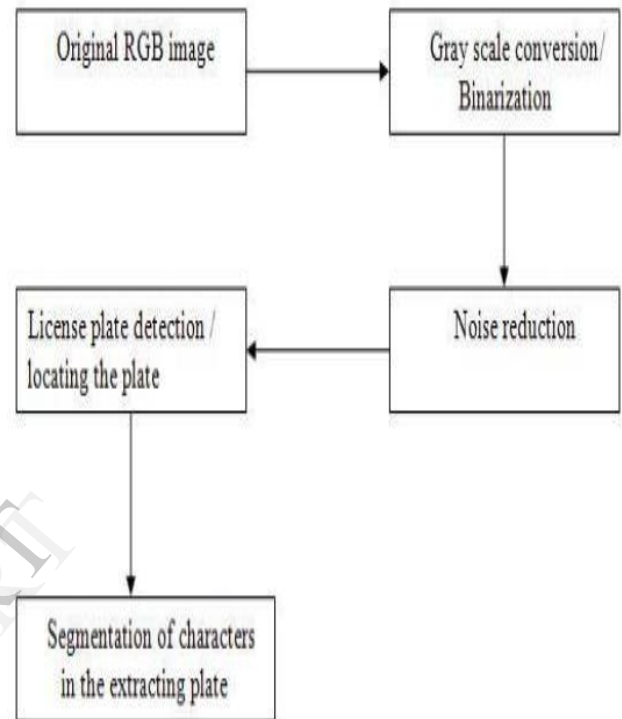 Original RGB image
Gray scale conversion/
Binarization
Noise reduction
License plate detection /
locating the plate
Segmentation of characters
in the extracting plate